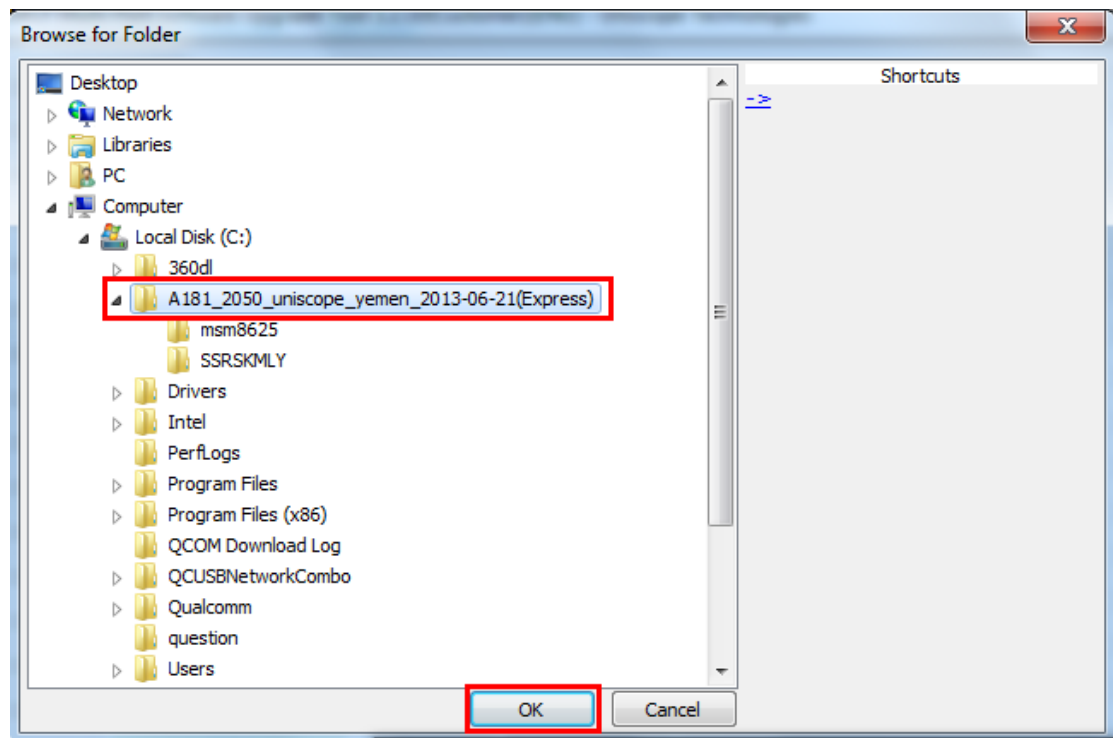 Browse for Folder
Desktop
Shortcuts
->
Network
Libraries
PC
Computer
Local Disk (C:)
360dl
A181_2050_uniscope_yemen_2013-06-21(Express)
msm8625
SSRSKMLY
Drivers
Intel
PerfLogs
Program Files
Program Files (x86)
QCOM Download Log
QCUSBNetworkCombo
Qualcomm
question
Users
OK
Cancel